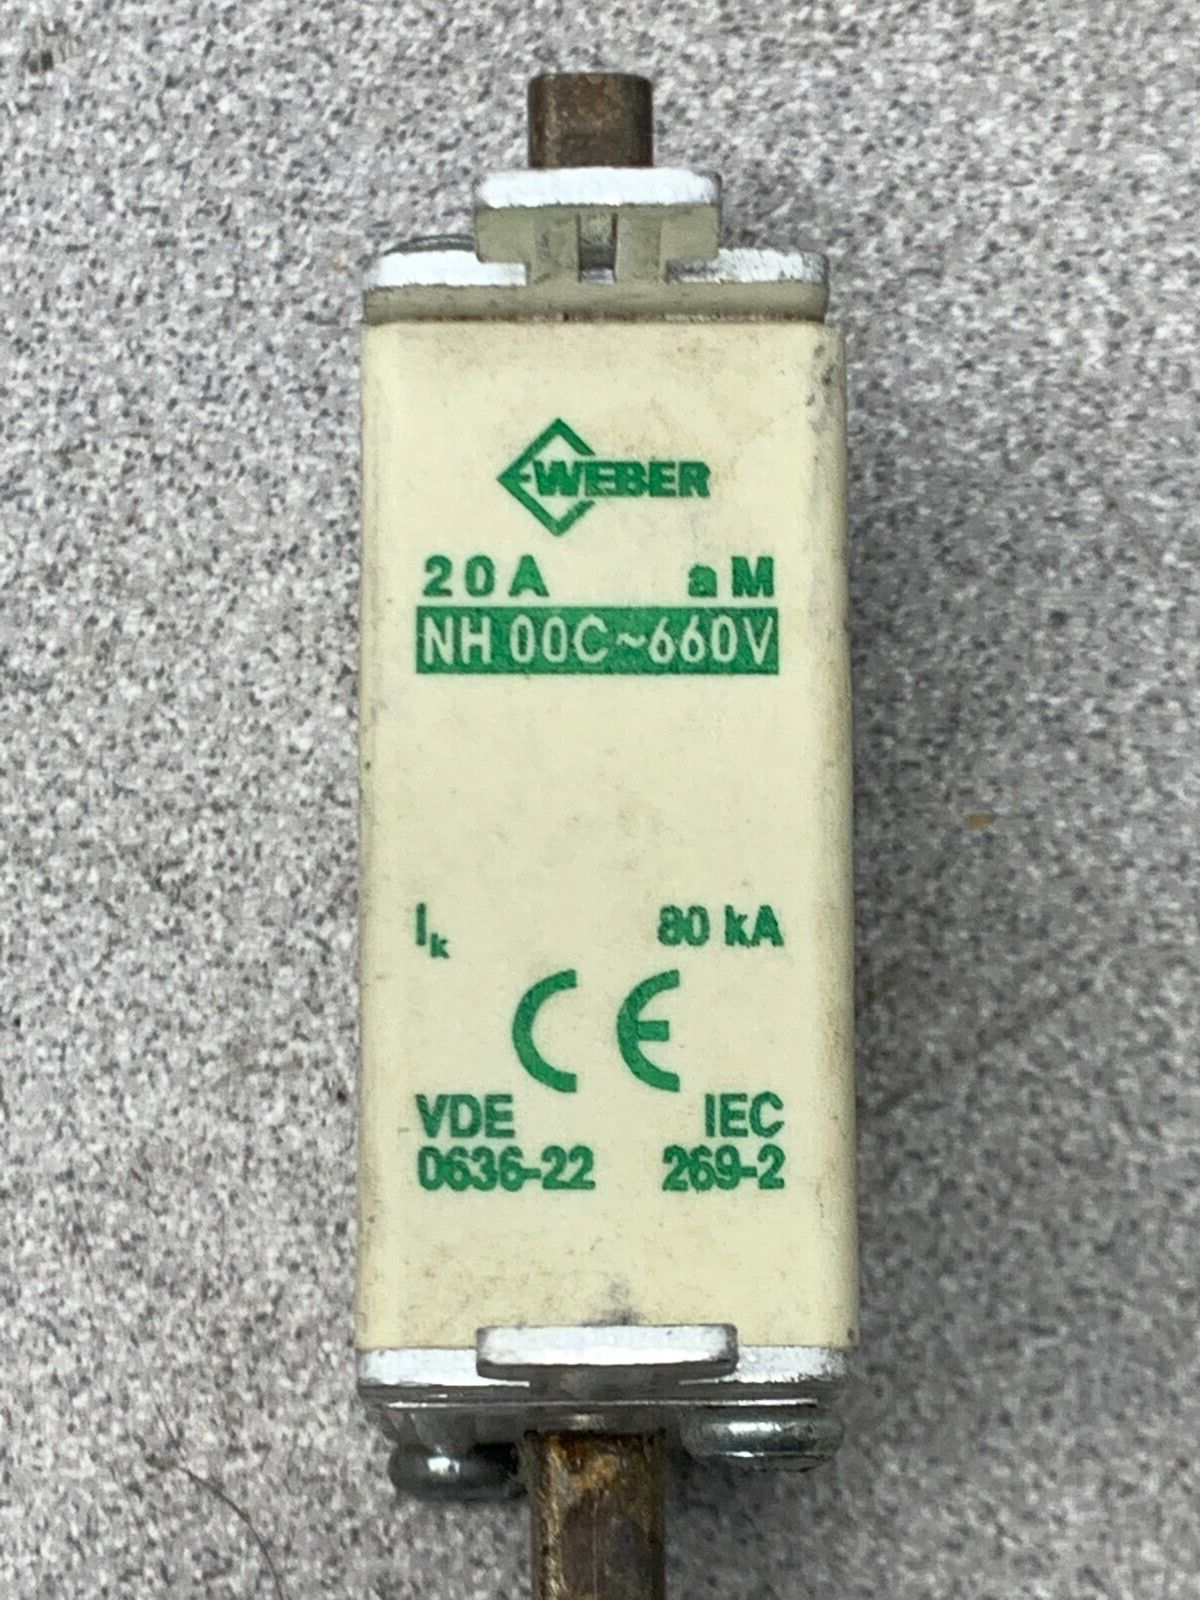 WEBER
20A aM
NH 00C~660V
Ik 80 kA
CE
VDE IEC
0636-22 269-2